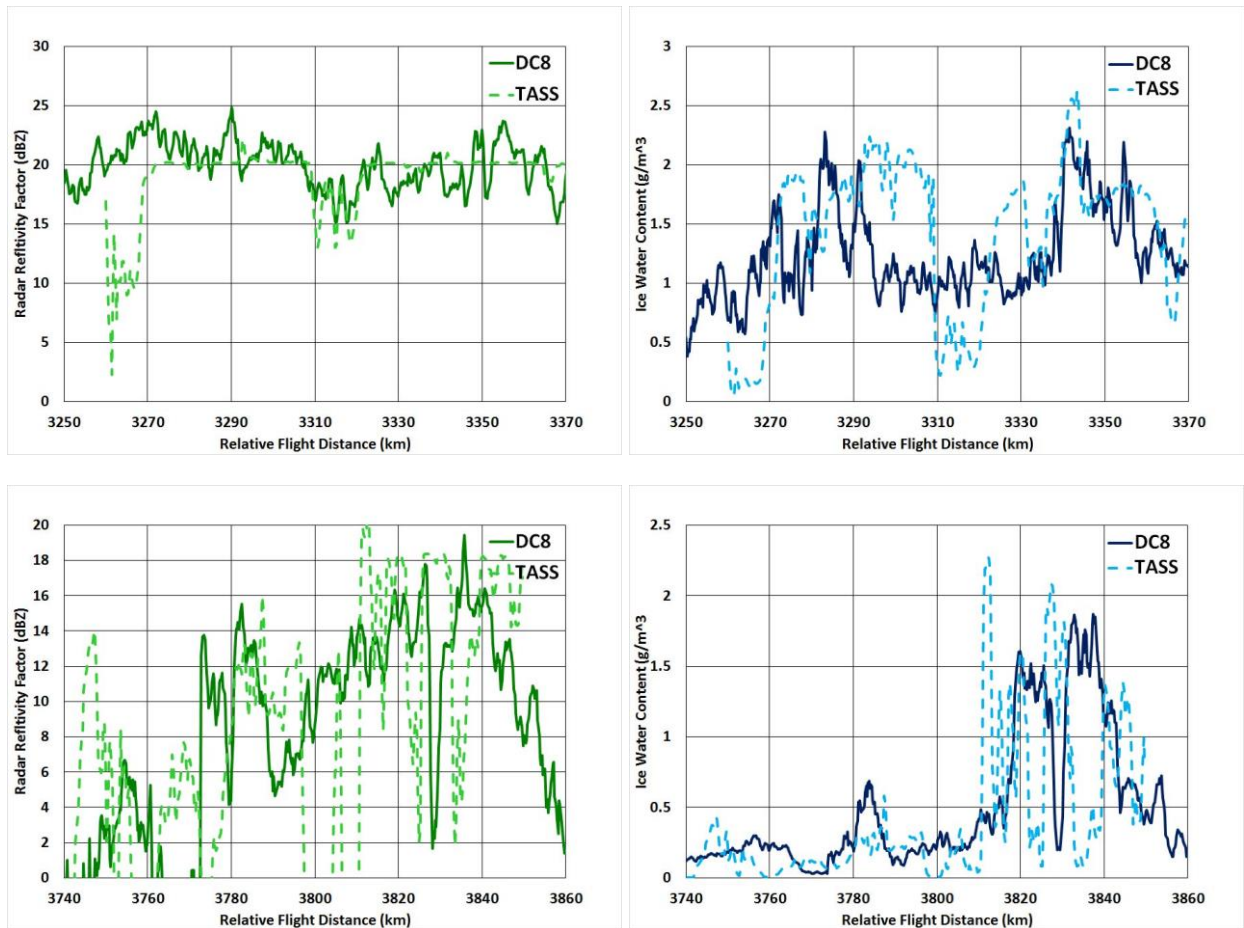 30
25
20
15
10
5
0
Radar Refltivity Factor (dBZ)
DC8
TASS
3250 3270 3290 3310 3330 3350 3370
Relative Flight Distance (km)
3
2.5
2
1.5
1
0.5
0
Ice Water Content (g/m^3)
DC8
TASS
3250 3270 3290 3310 3330 3350 3370
Relative Flight Distance (km)
20
18
16
14
12
10
8
6
4
2
0
Radar Refltivity Factor (dBZ)
DC8
TASS
3740 3760 3780 3800 3820 3840 3860
Relative Flight Distance (km)
2.5
2
1.5
1
0.5
0
Ice Water Content (g/m^3
DC8
TASS
3740 3760 3780 3800 3820 3840 3860
Relative Flight Distance (km)